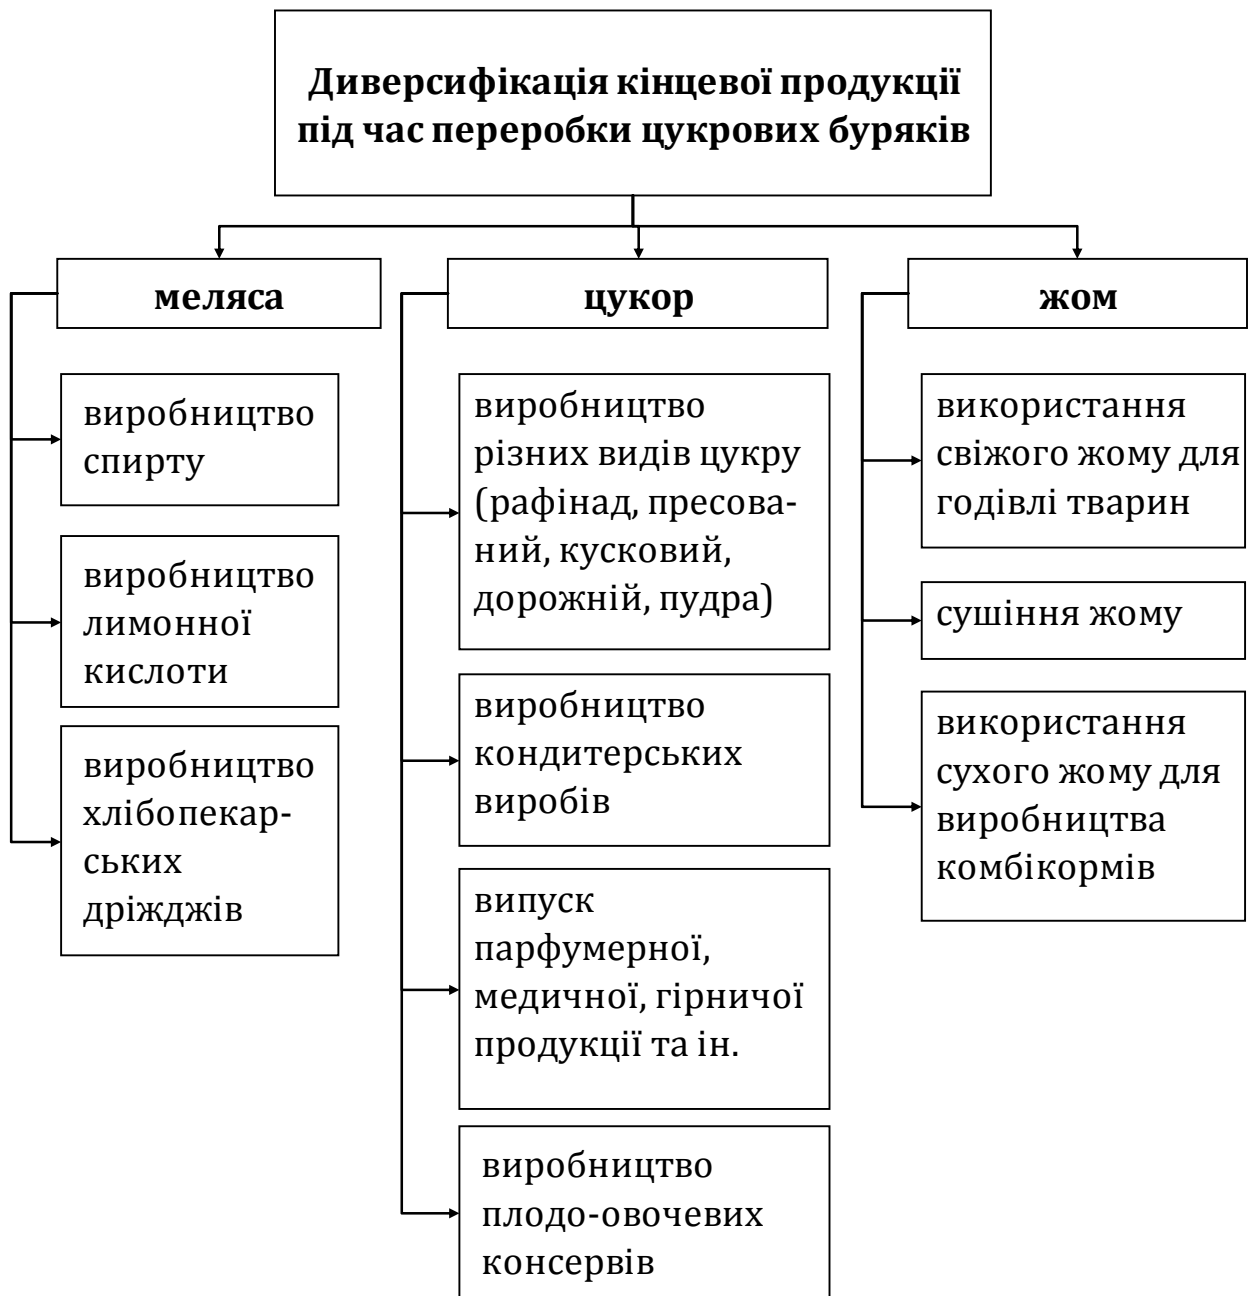 Диверсифікація кінцевої продукції
під час переробки цукрових буряків
меляса
виробництво
спирту
виробництво
лимонної
кислоти
виробництво
хлібопекар-
ських
дріжджів
цукор
виробництво
різних видів цукру
(рафінад, пресова-
ний, кусковий,
дорожній, пудра)
виробництво
кондитерських
виробів
випуск
парфумерної,
медичної, гірничої
продукції та ін.
виробництво
плодо-овочевих
консервів
жом
використання
свіжого жому для
годівлі тварин
сушіння жому
використання
сухого жому для
виробництва
комбікормів